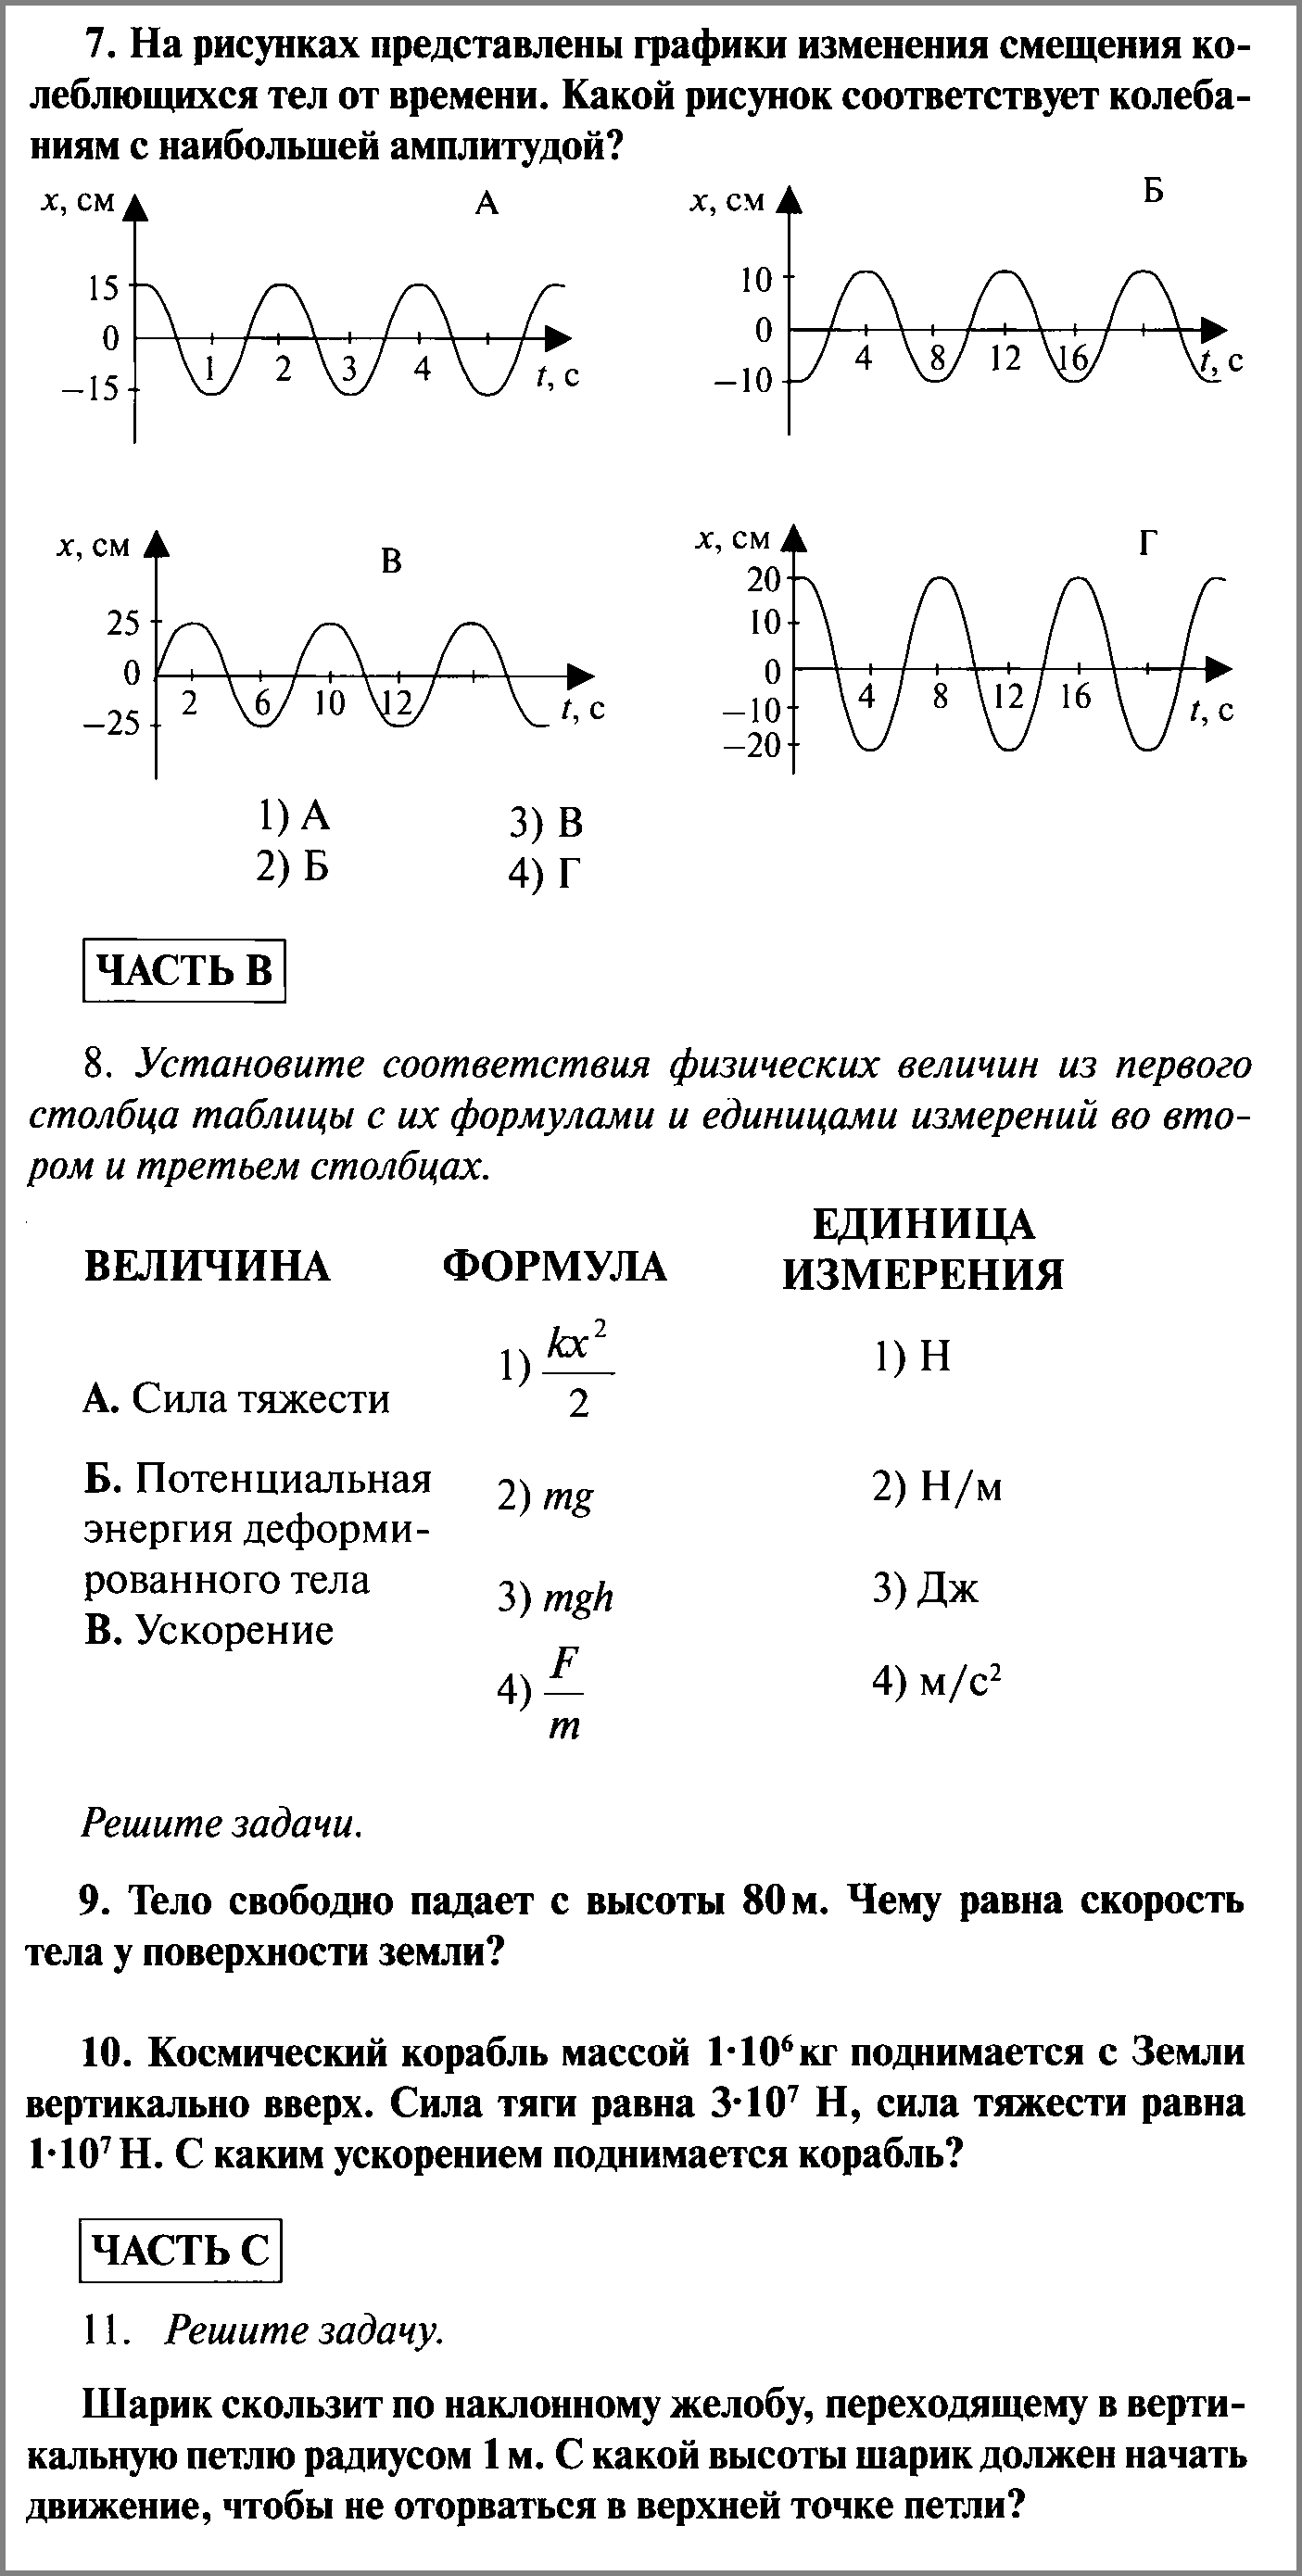 7. На рисунках представлены графики изменения смещения ко-
леблющихся тел от времени. Какой рисунок соответствует колеба-
ниям с наибольшей амплитудой?
x, см А
15
0
−15
1 2 3 4 t, с
x, см Б
10
0
−10
4 8 12 16 t, с
x, см В
25
0
−25
2 6 10 12 t, с
x, см Г
20
10
0
−10
−20
4 8 12 16 t, с
1) А 3) В
2) Б 4) Г
ЧАСТЬ В
8. Установите соответствия физических величин из первого
столбца таблицы с их формулами и единицами измерений во вто-
ром и третьем столбцах.
ВЕЛИЧИНА ФОРМУЛА ЕДИНИЦА
ИЗМЕРЕНИЯ
А. Сила тяжести 1) kx²/2 1) Н
Б. Потенциальная
энергия деформи-
рованного тела
2) mg 2) Н/м
3) mgh 3) Дж
В. Ускорение
4) F/m 4) м/с²
Решите задачи.
9. Тело свободно падает с высоты 80 м. Чему равна скорость
тела у поверхности земли?
10. Космический корабль массой 1·10⁶ кг поднимается с Земли
вертикально вверх. Сила тяги равна 3·10⁷ Н, сила тяжести равна
1·10⁷ Н. С каким ускорением поднимается корабль?
ЧАСТЬ С
11. Решите задачу.
Шарик скользит по наклонному желобу, переходящему в верти-
кальную петлю радиусом 1 м. С какой высоты шарик должен начать
движение, чтобы не оторваться в верхней точке петли?